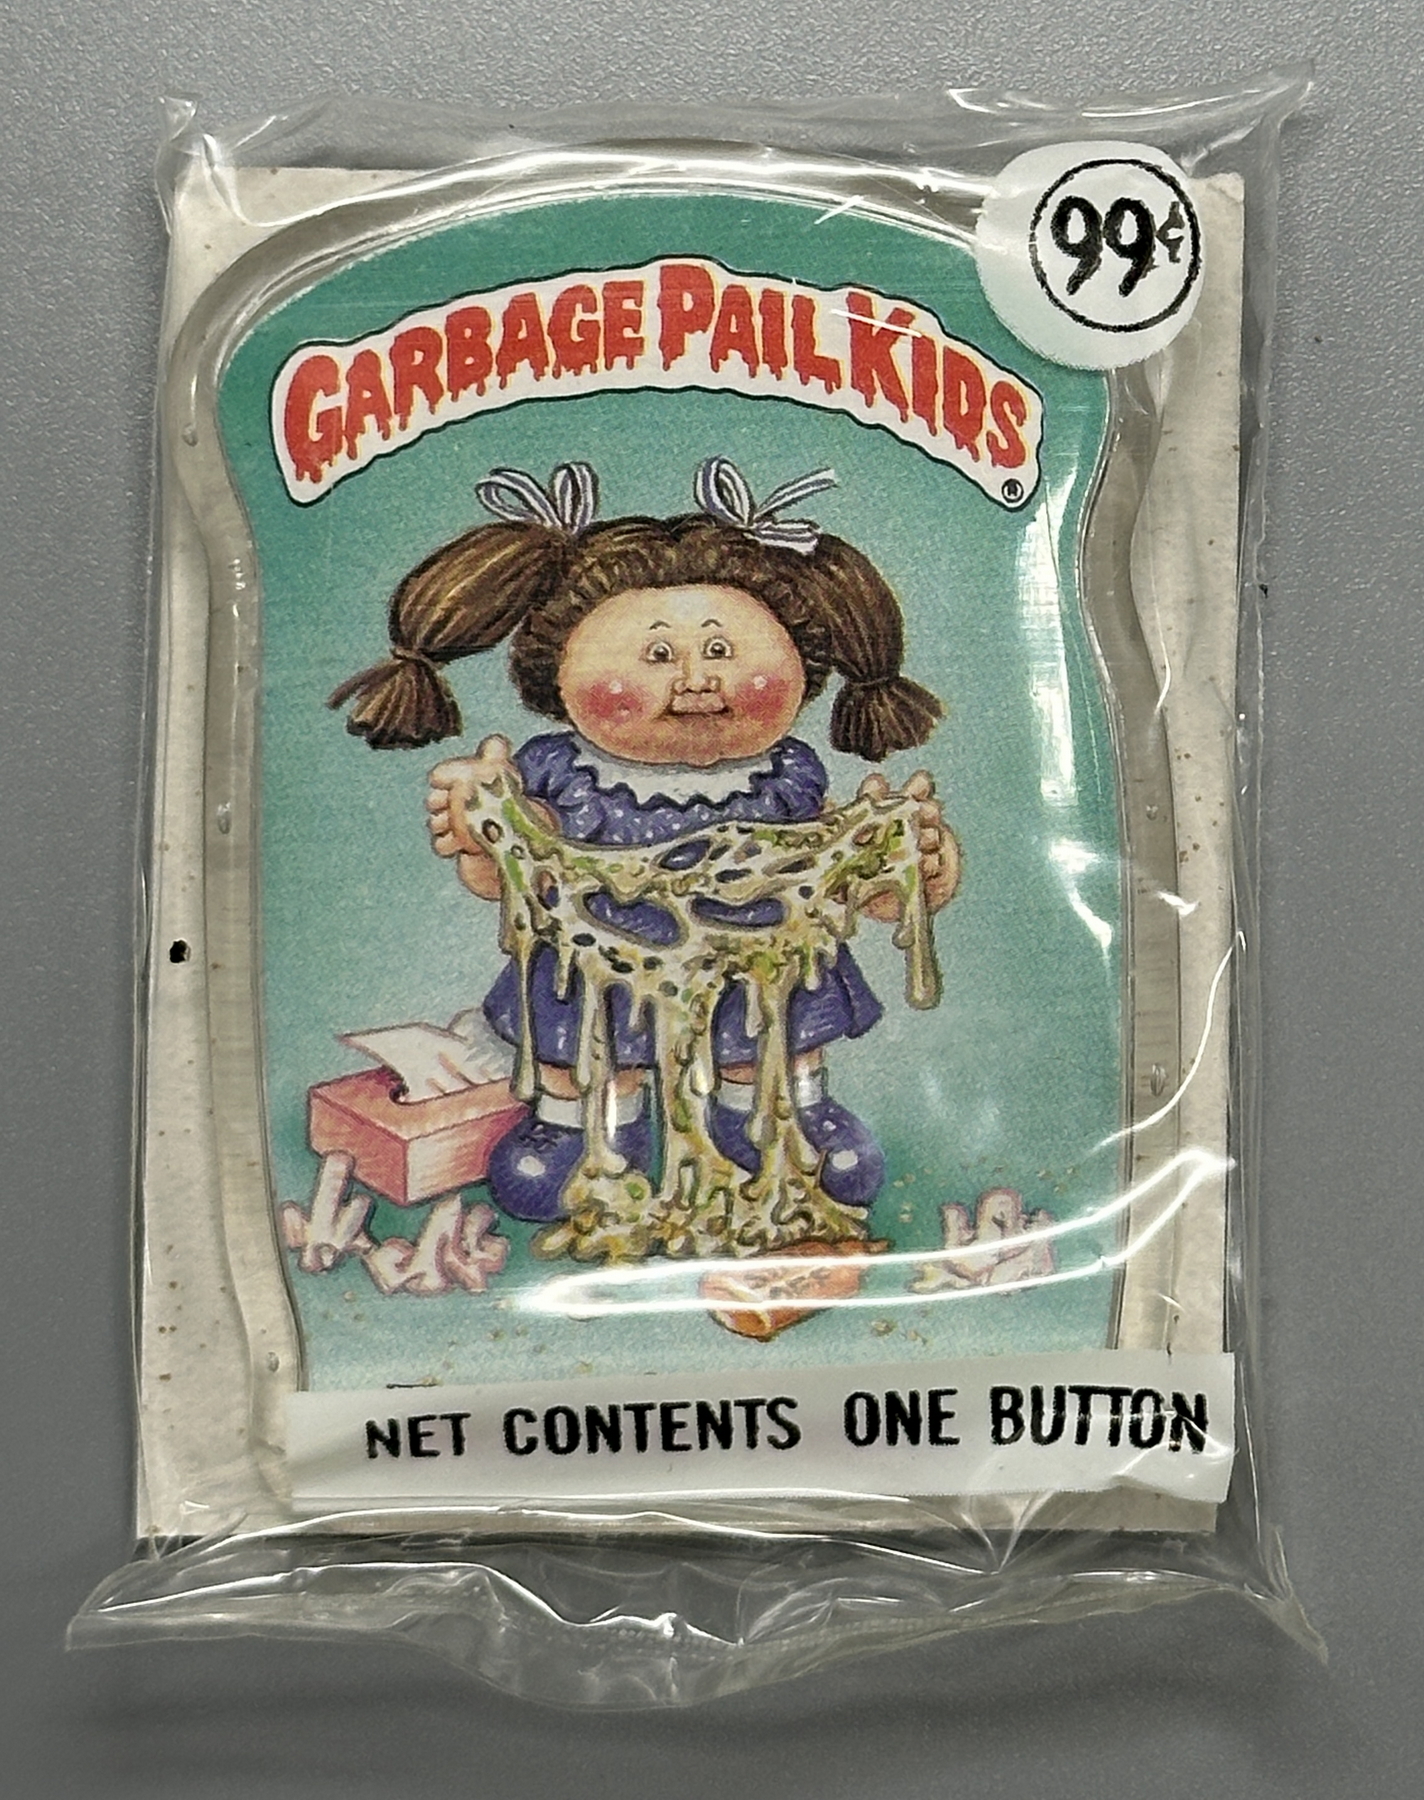 99¢
GARBAGE PAIL KIDS
®
NET CONTENTS ONE BUTTON